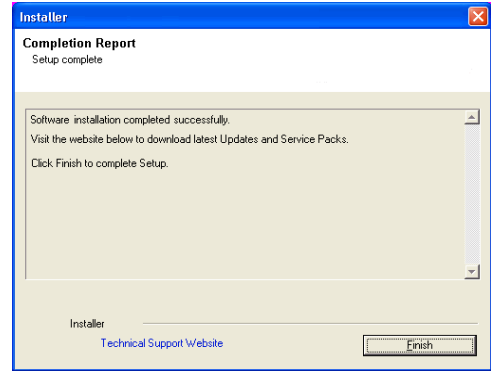 Installer
Completion Report
Setup complete
Software installation completed successfully.
Visit the website below to download latest Updates and Service Packs.
Click Finish to complete Setup.
Installer
Technical Support Website
Finish